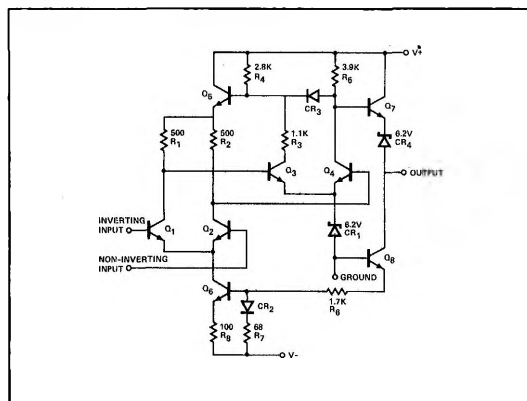 V+
2.8K
R4
3.9K
R5
Q5
CR3
Q7
500
R1
500
R2
1.1K
R3
6.2V
CR4
Q3
Q4
OUTPUT
INVERTING
INPUT
Q1
Q2
6.2V
CR1
Q8
NON-INVERTING
INPUT
GROUND
Q6
CR2
1.7K
R6
100
R8
68
R7
V-